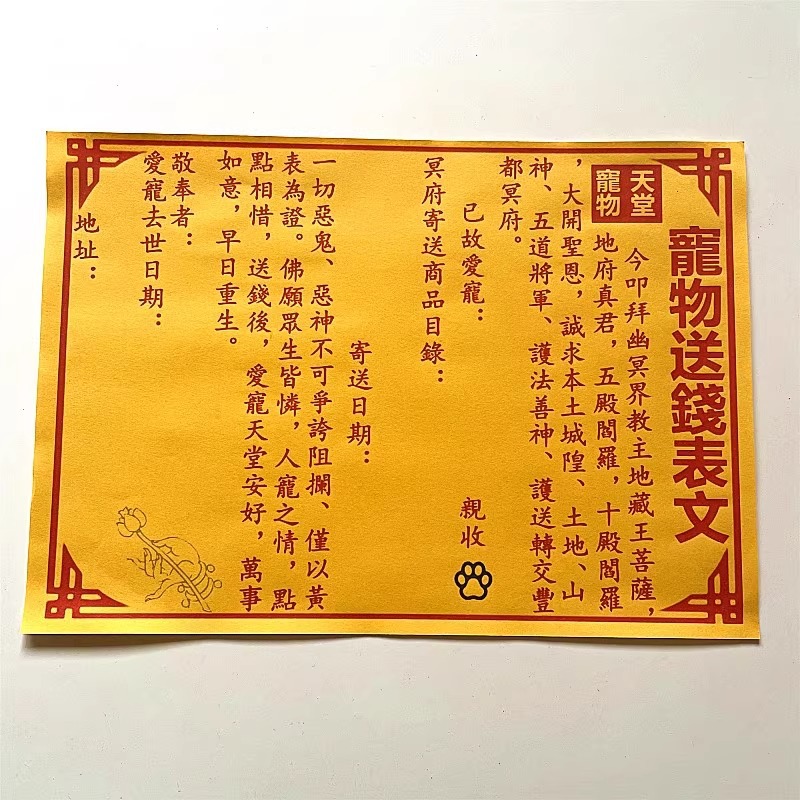 寵物送錢表文
天堂
寵物
今叩拜幽冥界教主地藏王菩薩，
地府真君，五殿閻羅，十殿閻羅
，大開聖恩，誠求本土城隍、土地、山
神、五道將軍、護法善神、護送轉交豐
都冥府。
已故愛寵： 親收
冥府寄送商品目錄：
寄送日期：
一切惡鬼、惡神不可爭誇阻攔、僅以黃
表為證。佛願眾生皆憐，人寵之情，點
點相惜，送錢後，愛寵天堂安好，萬事
如意，早日重生。
敬奉者：
愛寵去世日期：
地址：